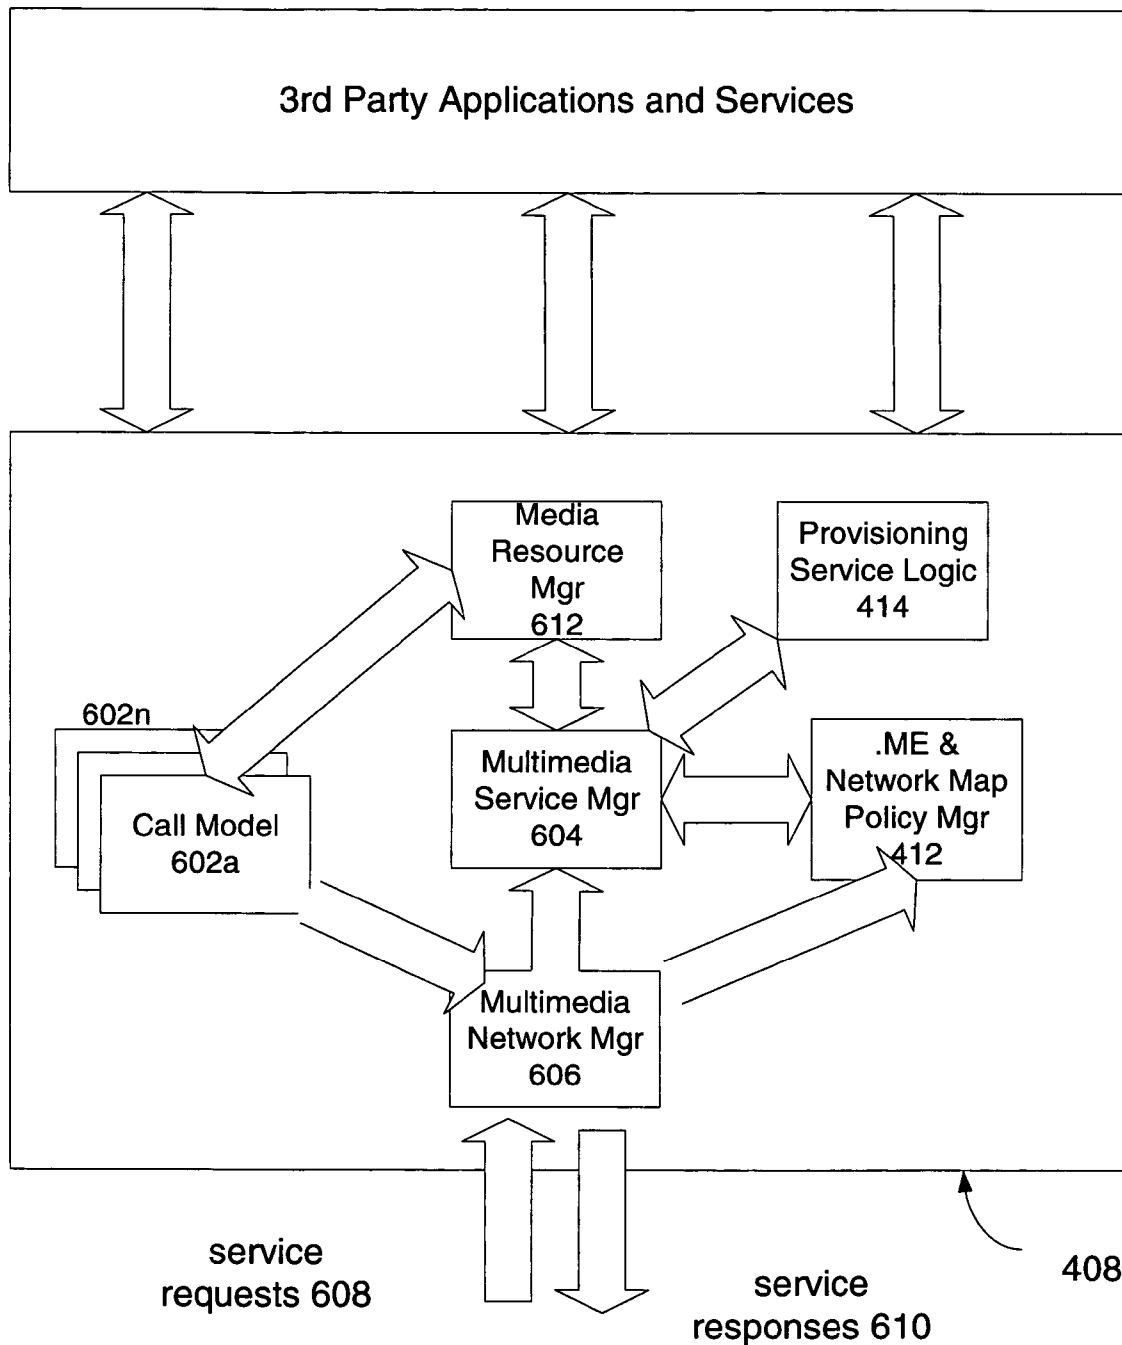 3rd Party Applications and Services
Media
Resource
Mgr
612
Provisioning
Service Logic
414
602n
Call Model
602a
Multimedia
Service Mgr
604
.ME &
Network Map
Policy Mgr
412
Multimedia
Network Mgr
606
service
requests 608
service
responses 610
408